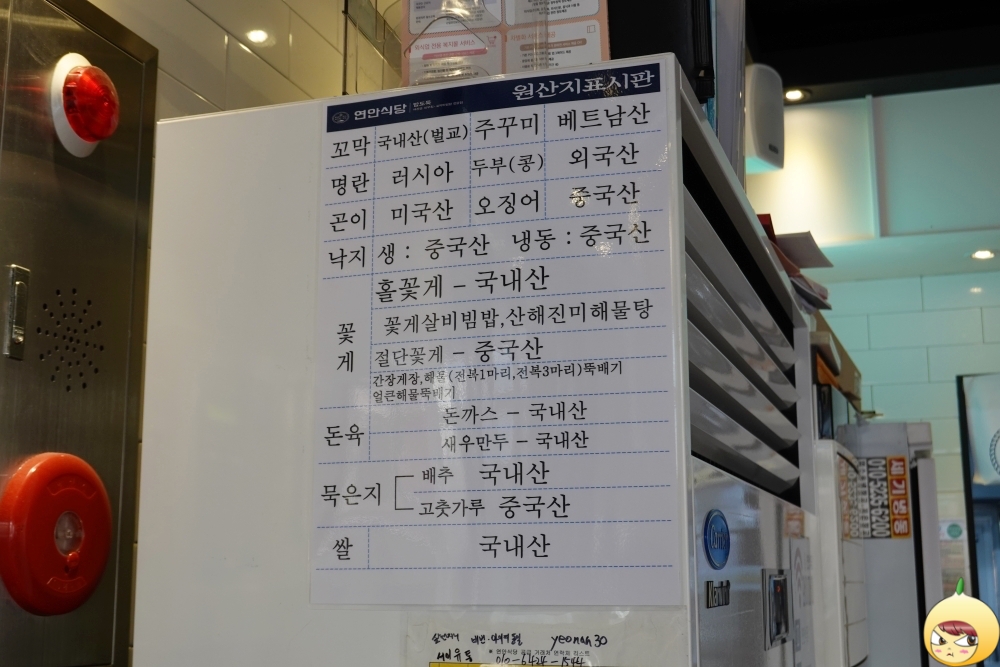 연안식당 원산지표시판
꼬막 국내산(벌교) 주꾸미 베트남산
명란 러시아 두부(콩) 외국산
곤이 미국산 오징어 중국산
낙지 생 : 중국산 냉동 : 중국산
꽃게 홀꽃게 – 국내산
꽃게살비빔밥,산해진미해물탕
절단꽃게 – 중국산
간장게장,해물(전복1마리,전복3마리)뚝배기
얼큰해물뚝배기
돈육 돈까스 – 국내산
새우만두 – 국내산
묵은지 배추 국내산
고춧가루 중국산
쌀 국내산
yeonan30
010-6424-1544